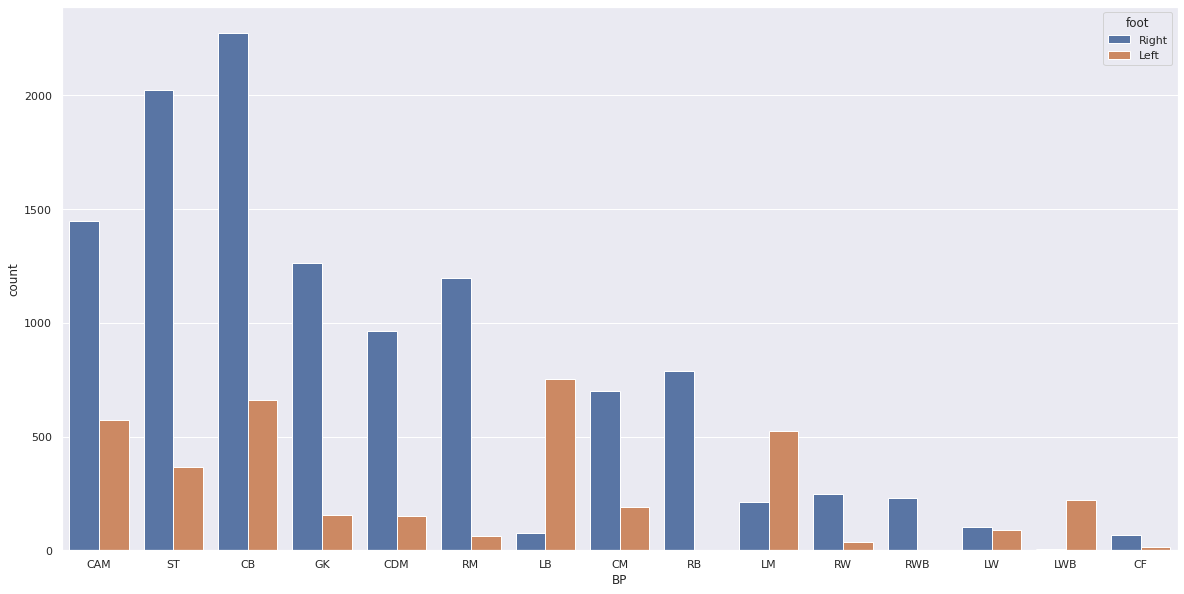 foot
Right
Left
2000
1500
1000
500
0
count
CAM ST CB GK CDM RM LB CM RB LM RW RWB LW LWB CF
BP